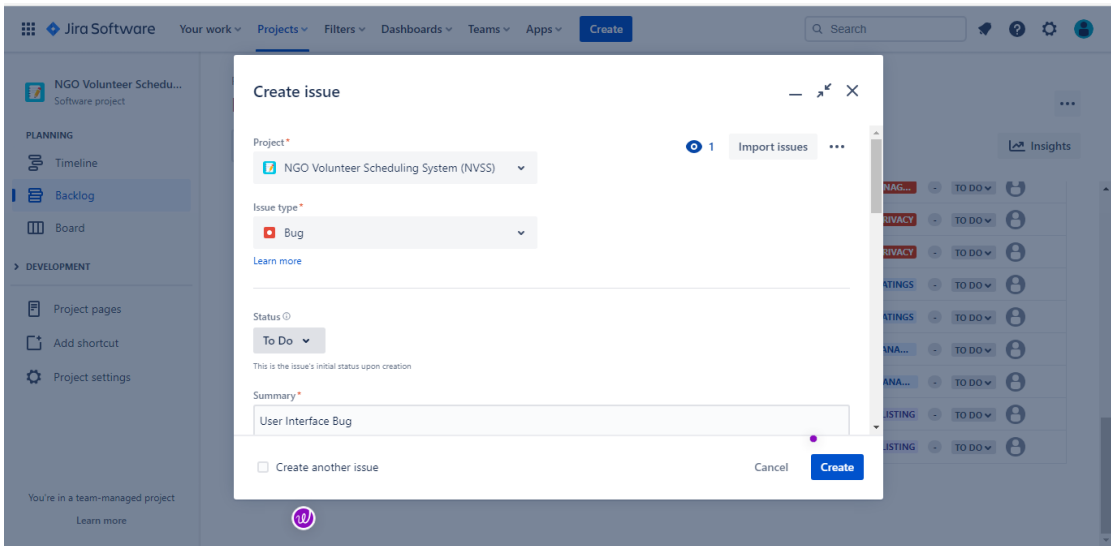 Jira Software Your work Projects Filters Dashboards Teams Apps Create Search
NGO Volunteer Schedu...
Software project
PLANNING
Timeline
Backlog
Board
DEVELOPMENT
Project pages
Add shortcut
Project settings
You're in a team-managed project
Learn more
Create issue
Project *
1 Import issues
NGO Volunteer Scheduling System (NVSS)
Issue type *
Bug
Learn more
Status
To Do
This is the issue's initial status upon creation
Summary *
User Interface Bug
Create another issue
Cancel Create
Insights
NAG... - TO DO
RIVACY - TO DO
RIVACY - TO DO
ATINGS - TO DO
ATINGS - TO DO
ANA... - TO DO
ANA... - TO DO
LISTING - TO DO
LISTING - TO DO